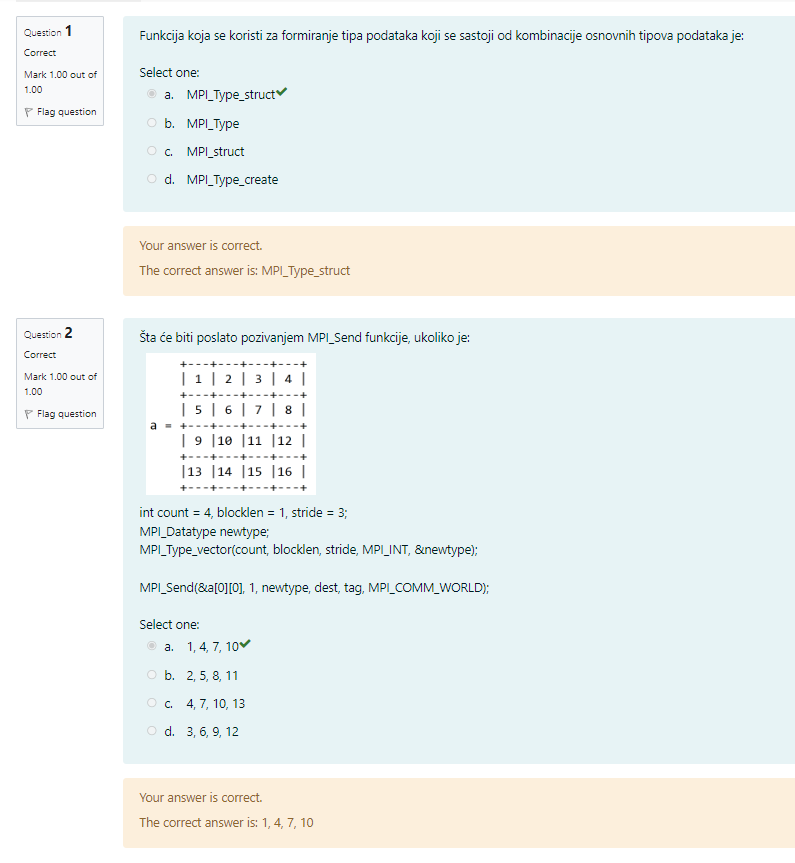 Question 1
Correct
Mark 1.00 out of
1.00
Flag question
Funkcija koja se koristi za formiranje tipa podataka koji se sastoji od kombinacije osnovnih tipova podataka je:
Select one:
a. MPI_Type_struct
b. MPI_Type
c. MPI_struct
d. MPI_Type_create
Your answer is correct.
The correct answer is: MPI_Type_struct
Question 2
Correct
Mark 1.00 out of
1.00
Flag question
Šta će biti poslato pozivanjem MPI_Send funkcije, ukoliko je:
+---+---+---+---+
| 1 | 2 | 3 | 4 |
+---+---+---+---+
| 5 | 6 | 7 | 8 |
a = +---+---+---+---+
| 9 |10 |11 |12 |
+---+---+---+---+
|13 |14 |15 |16 |
+---+---+---+---+
int count = 4, blocklen = 1, stride = 3;
MPI_Datatype newtype;
MPI_Type_vector(count, blocklen, stride, MPI_INT, &newtype);
MPI_Send(&a[0][0], 1, newtype, dest, tag, MPI_COMM_WORLD);
Select one:
a. 1, 4, 7, 10
b. 2, 5, 8, 11
c. 4, 7, 10, 13
d. 3, 6, 9, 12
Your answer is correct.
The correct answer is: 1, 4, 7, 10